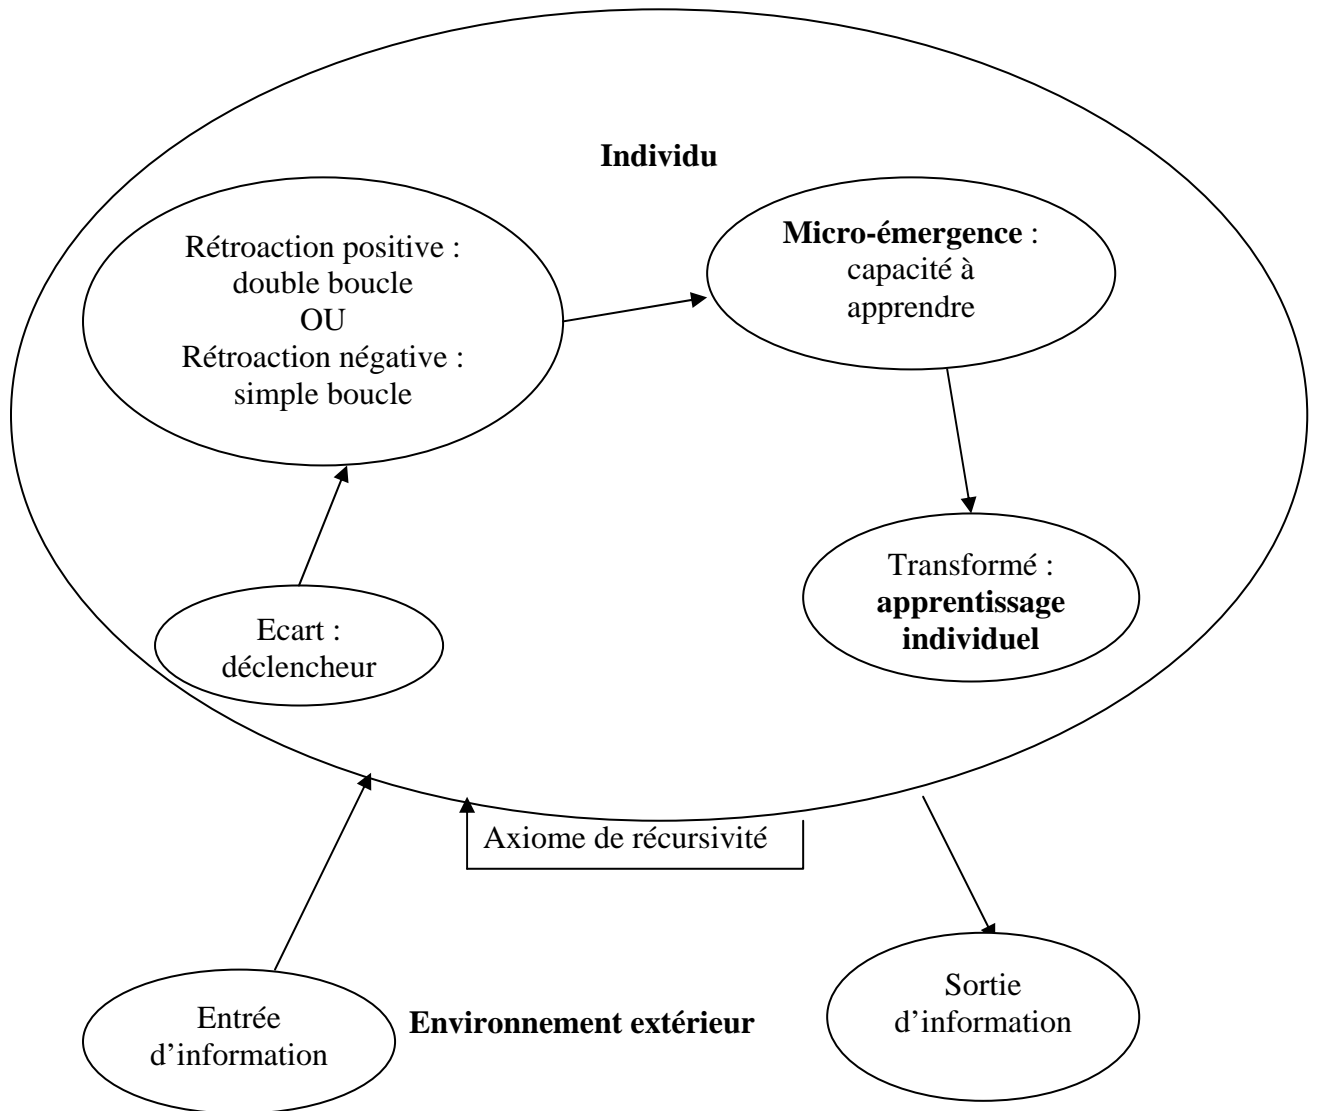 Individu
Rétroaction positive :
double boucle
OU
Rétroaction négative :
simple boucle
Micro-émergence :
capacité à
apprendre
Transformé :
apprentissage
individuel
Ecart :
déclencheur
Axiome de récursivité
Entrée
d’information
Environnement extérieur
Sortie
d’information